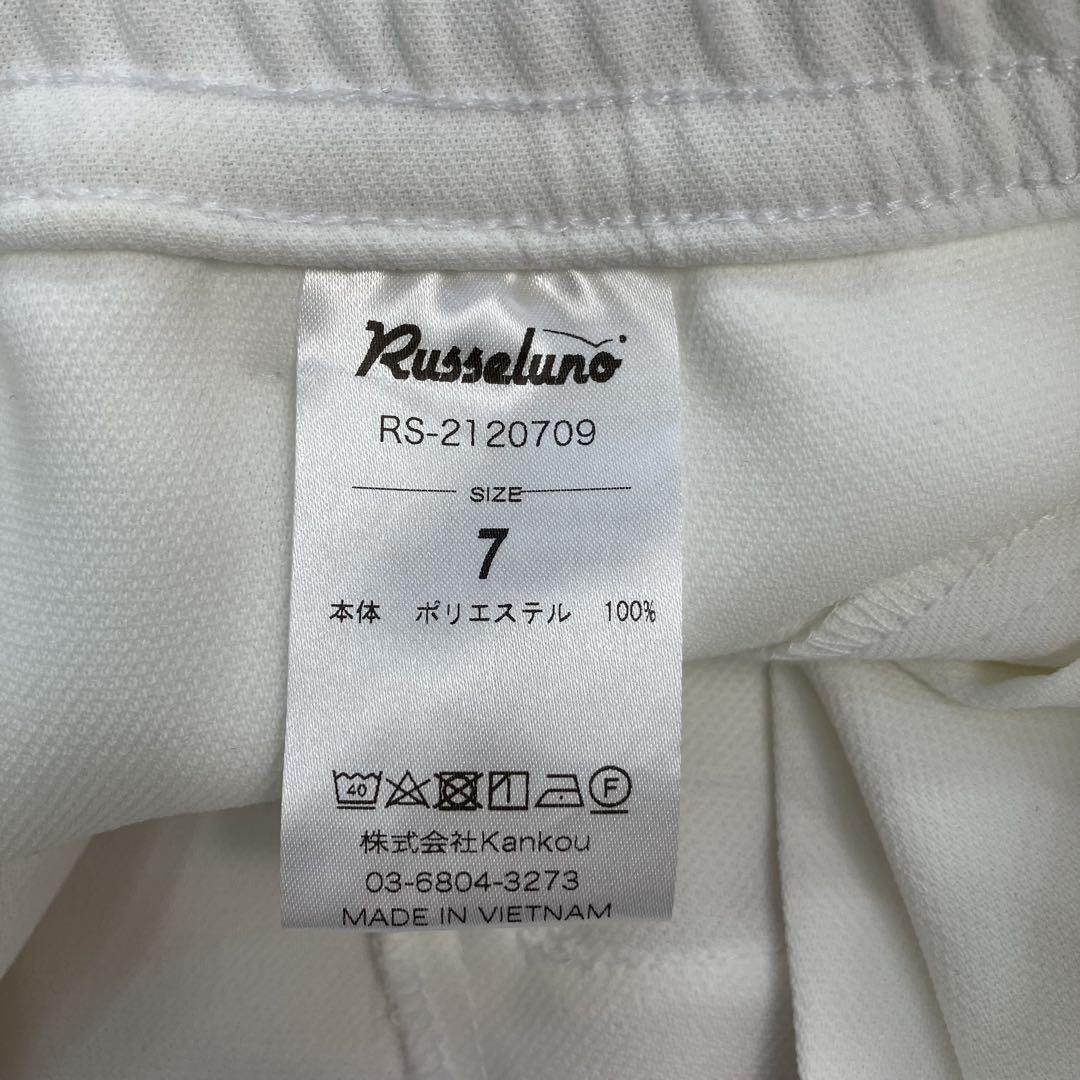 Russeluno
RS-2120709
SIZE
7
本体 ポリエステル 100%
40 F
株式会社Kankou
03-6804-3273
MADE IN VIETNAM